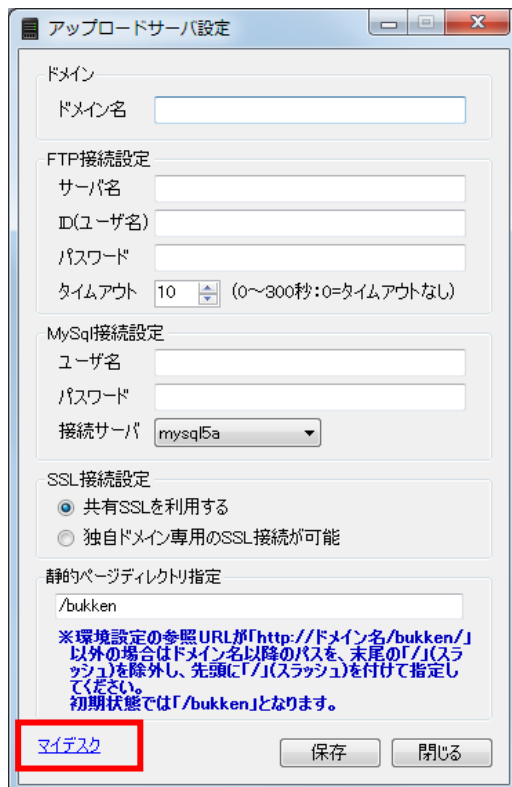 アップロードサーバ設定
ドメイン
ドメイン名
FTP接続設定
サーバ名
ID(ユーザ名)
パスワード
タイムアウト 10 (0～300秒:0=タイムアウトなし)
MySql接続設定
ユーザ名
パスワード
接続サーバ mysql5a
SSL接続設定
共有SSLを利用する
独自ドメイン専用のSSL接続が可能
静的ページディレクトリ指定
/bukken
※環境設定の参照URLが「http://ドメイン名/bukken/」
以外の場合はドメイン名以降のパスを、末尾の「/」(スラ
ッシュ)を除外し、先頭に「/」(スラッシュ)を付けて指定し
てください。
初期状態では「/bukken」となります。
マイデスク 保存 閉じる